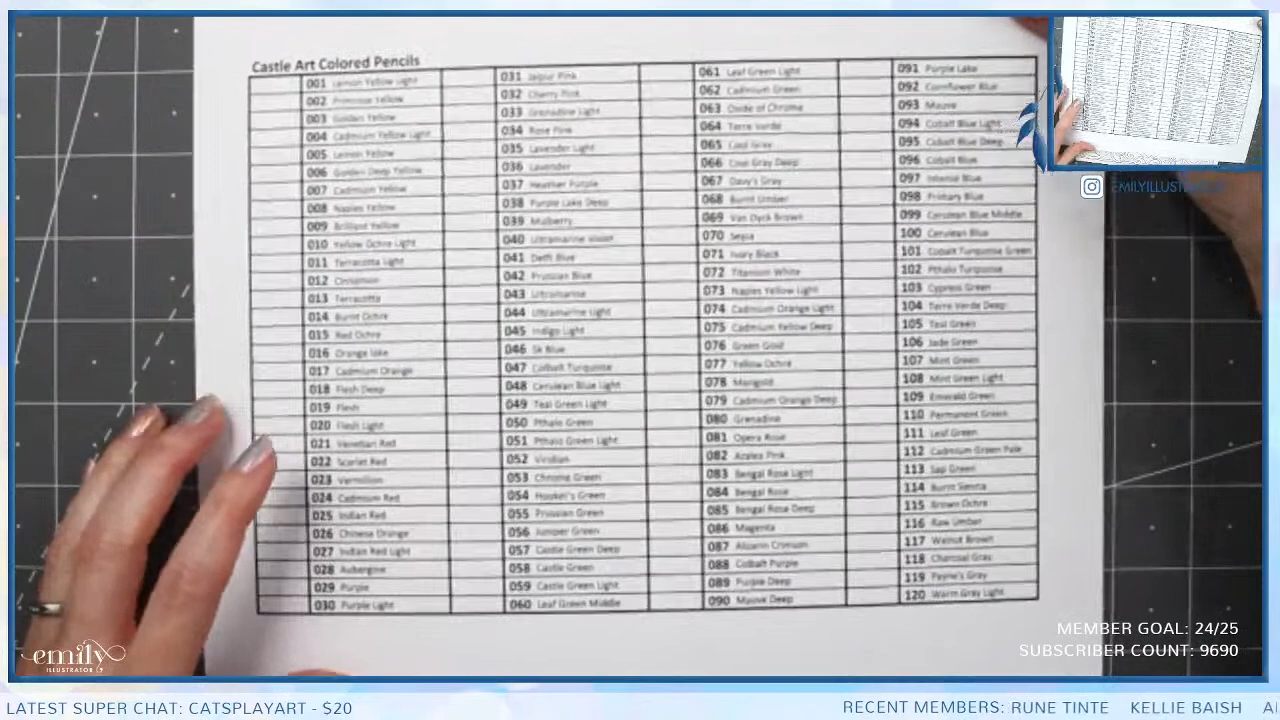 Castle Art Colored Pencils
001 Lemon Yellow Light
002 Primrose Yellow
003 Golden Yellow
004 Cadmium Yellow Light
005 Lemon Yellow
006 Golden Deep Yellow
007 Cadmium Yellow
008 Naples Yellow
009 Brilliant Yellow
010 Yellow Ochre Light
011 Terracotta Light
012 Cinnamon
013 Terracotta
014 Burnt Ochre
015 Red Ochre
016 Orange lake
017 Cadmium Orange
018 Flesh Deep
019 Flesh
020 Flesh Light
021 Venetian Red
022 Scarlet Red
023 Vermilion
024 Cadmium Red
025 Indian Red
026 Chinese Orange
027 Indian Red Light
028 Aubergine
029 Purple
030 Purple Light
031 Jaipur Pink
032 Cherry Pink
033 Grenadine Light
034 Rose Pink
035 Lavender Light
036 Lavender
037 Heather Purple
038 Purple Lake Deep
039 Mulberry
040 Ultramarine Violet
041 Delft Blue
042 Prussian Blue
043 Ultramarine
044 Ultramarine Light
045 Indigo Light
046 Sk Blue
047 Colbalt Turquoise
048 Cerulean Blue Light
049 Teal Green Light
050 Pthalo Green
051 Pthalo Green Light
052 Viridian
053 Chrome Green
054 Hooker's Green
055 Prussian Green
056 Juniper Green
057 Castle Green Deep
058 Castle Green
059 Castle Green Light
060 Leaf Green Middle
061 Leaf Green Light
062 Cadmium Green
063 Oxide of Chrome
064 Terre Verde
065 Cool Gray
066 Cool Gray Deep
067 Davy's Gray
068 Burnt Umber
069 Van Dyck Brown
070 Sepia
071 Ivory Black
072 Titanium White
073 Naples Yellow Light
074 Cadmium Orange Light
075 Cadmium Yellow Deep
076 Green Gold
077 Yellow Ochre
078 Marigold
079 Cadmium Orange Deep
080 Grenadine
081 Opera Rose
082 Azalea Pink
083 Bengal Rose Light
084 Bengal Rose
085 Bengal Rose Deep
086 Magenta
087 Alizarin Crimson
088 Cobalt Purple
089 Purple Deep
090 Mauve Deep
091 Purple Lake
092 Cornflower Blue
093 Mauve
094 Cobalt Blue Light
095 Cobalt Blue Deep
096 Cobalt Blue
097 Intense Blue
098 Primary Blue
099 Cerulean Blue Middle
100 Cerulean Blue
101 Cobalt Turquoise Green
102 Pthalo Turquoise
103 Cypress Green
104 Terre Verde Deep
105 Teal Green
106 Jade Green
107 Mint Green
108 Mint Green Light
109 Emerald Green
110 Permanent Green
111 Leaf Green
112 Cadmium Green Pale
113 Sap Green
114 Burnt Sienna
115 Brown Ochre
116 Raw Umber
117 Walnut Brown
118 Charcoal Gray
119 Payne's Gray
120 Warm Gray Light
emily
ILLUSTRATOR
MEMBER GOAL: 24/25
SUBSCRIBER COUNT: 9690
LATEST SUPER CHAT: CATSPLAYART - $20
RECENT MEMBERS: RUNE TINTE KELLIE BAISH